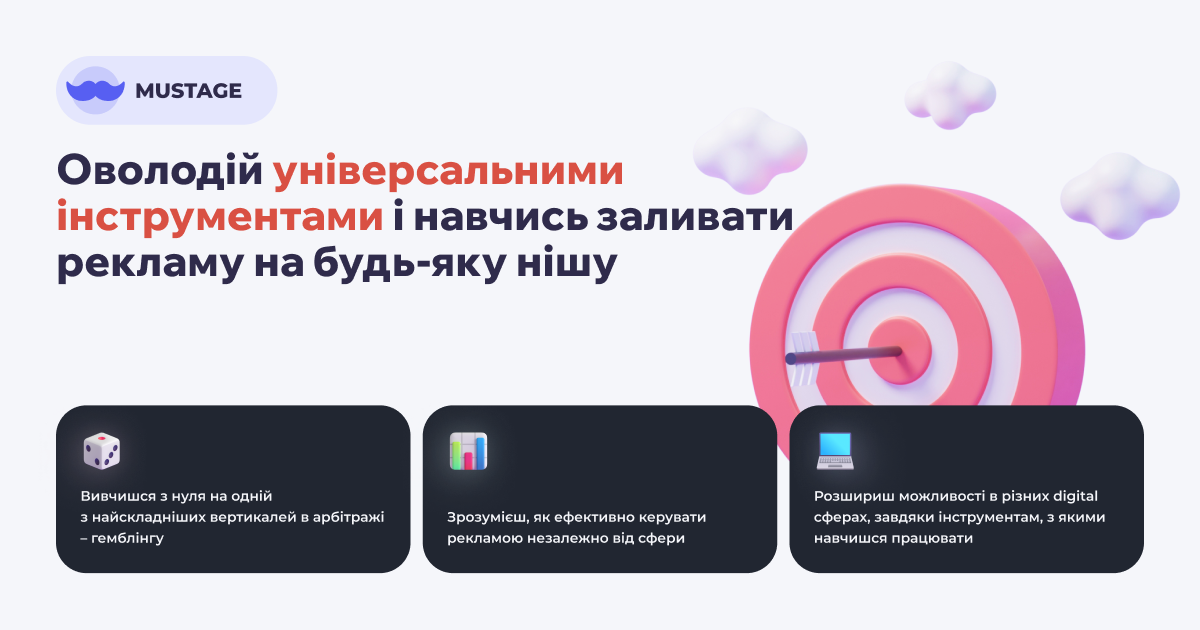 MUSTAGE
Оволодій універсальними
інструментами і навчись заливати
рекламу на будь-яку нішу
Вивчишся з нуля на одній
з найскладніших вертикалей в арбітражі
– гемблінгу
Зрозумієш, як ефективно керувати
рекламою незалежно від сфери
Розшириш можливості в різних digital
сферах, завдяки інструментам, з якими
навчишся працювати